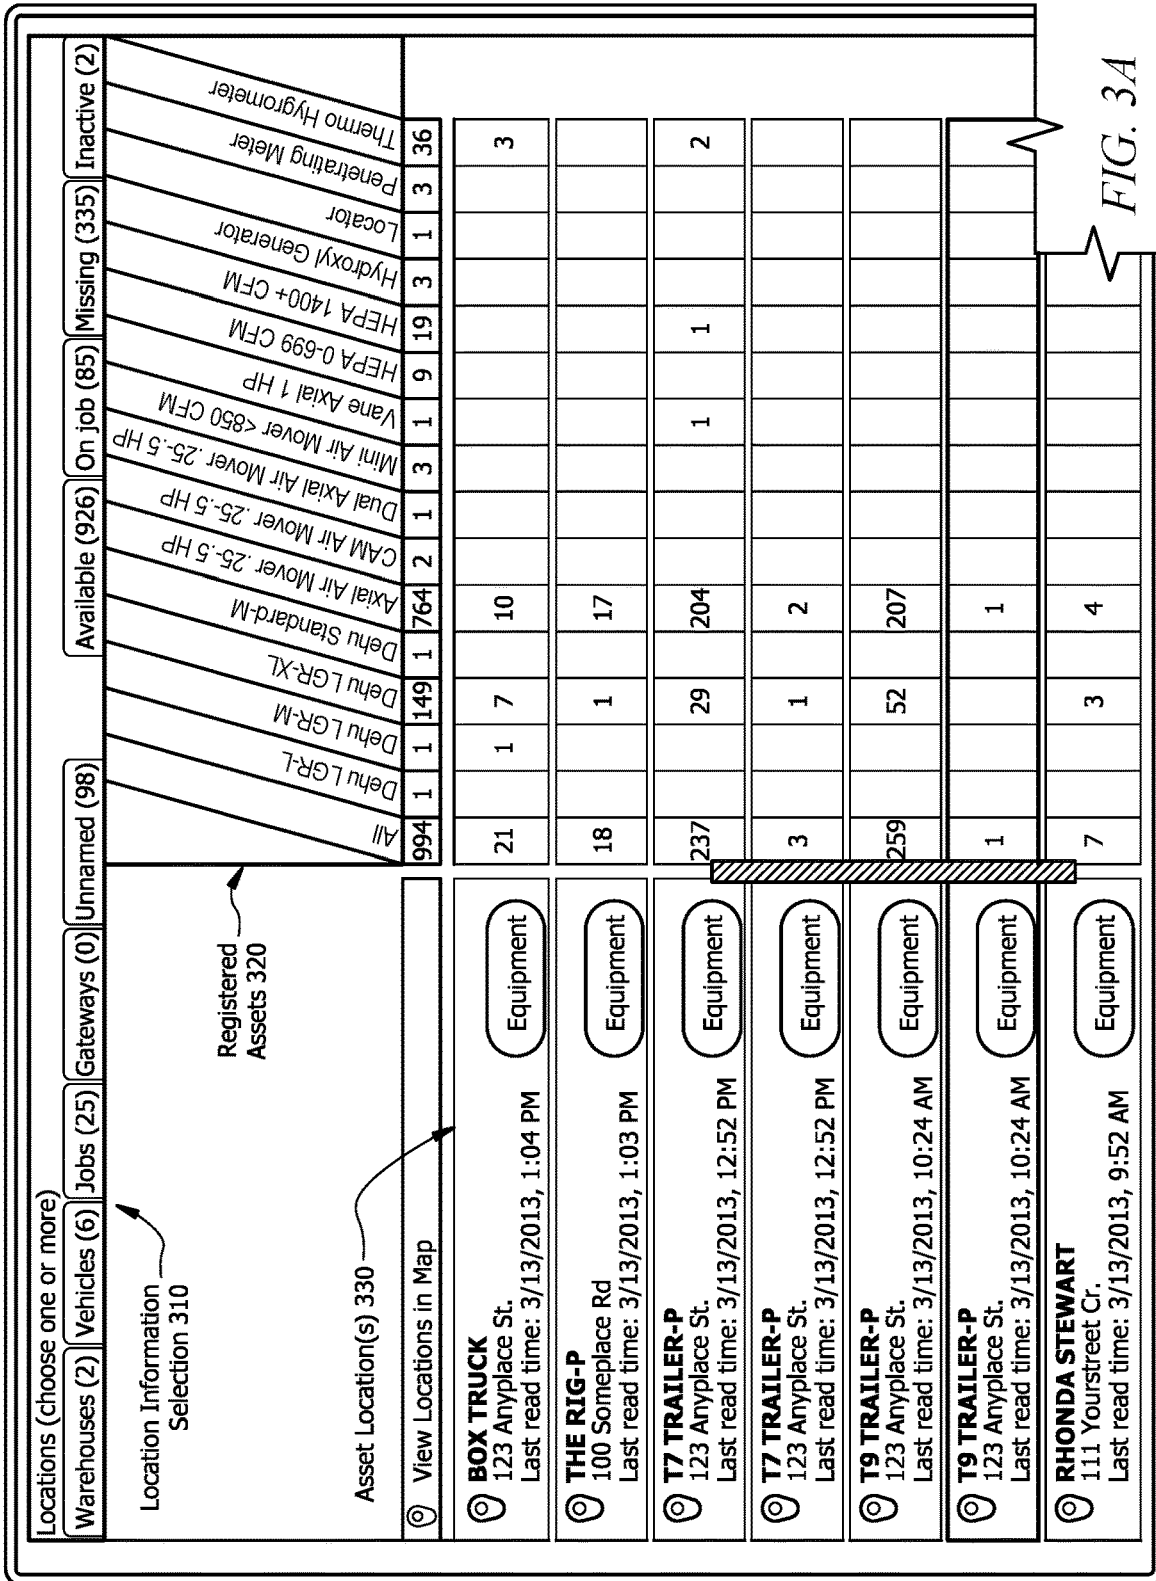 Locations (choose one or more)
Warehouses (2) Vehicles (6) Jobs (25) Gateways (0) Unnamed (98) Available (926) On job (85) Missing (335) Inactive (2)
Location Information
Selection 310
Registered
Assets 320
Asset Location(s) 330
All
Dehu LGR-L
Dehu LGR-M
Dehu LGR-XL
Dehu Standard-M
Axial Air Mover .25-.5 HP
CAM Air Mover .25-.5 HP
Dual Axial Air Mover .25-.5 HP
Mini Air Mover <850 CFM
Vane Axial 1 HP
HEPA 0-699 CFM
HEPA 1400+ CFM
Hydroxyl Generator
Locator
Penetrating Meter
Thermo Hygrometer
View Locations in Map 994 1 1 149 1 764 2 1 3 1 9 19 3 1 3 36
BOX TRUCK
123 Anyplace St.
Last read time: 3/13/2013, 1:04 PM
Equipment 21 1 7 10 3
THE RIG-P
100 Someplace Rd
Last read time: 3/13/2013, 1:03 PM
Equipment 18 1 17
T7 TRAILER-P
123 Anyplace St.
Last read time: 3/13/2013, 12:52 PM
Equipment 237 29 204 1 1 2
T7 TRAILER-P
123 Anyplace St.
Last read time: 3/13/2013, 12:52 PM
Equipment 3 1 2
T9 TRAILER-P
123 Anyplace St.
Last read time: 3/13/2013, 10:24 AM
Equipment 259 52 207
T9 TRAILER-P
123 Anyplace St.
Last read time: 3/13/2013, 10:24 AM
Equipment 1 1
RHONDA STEWART
111 Yourstreet Cr.
Last read time: 3/13/2013, 9:52 AM
Equipment 7 3 4
FIG. 3A